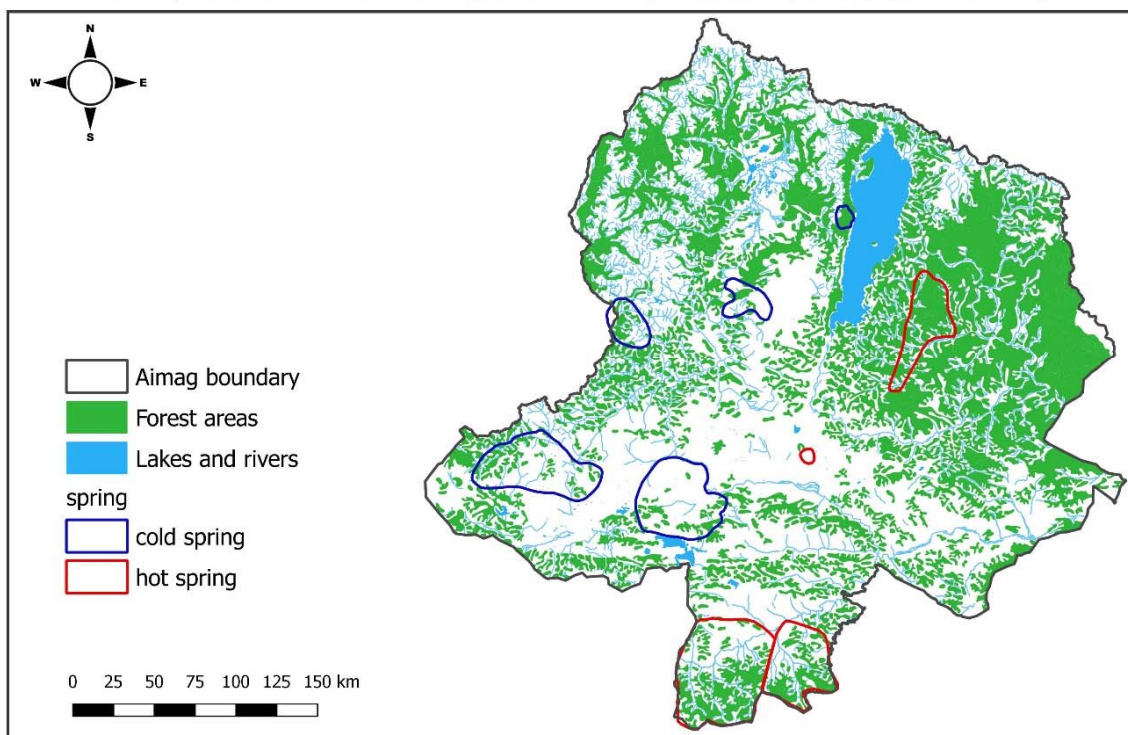 N
W E
S
Aimag boundary
Forest areas
Lakes and rivers
spring
cold spring
hot spring
0 25 50 75 100 125 150 km